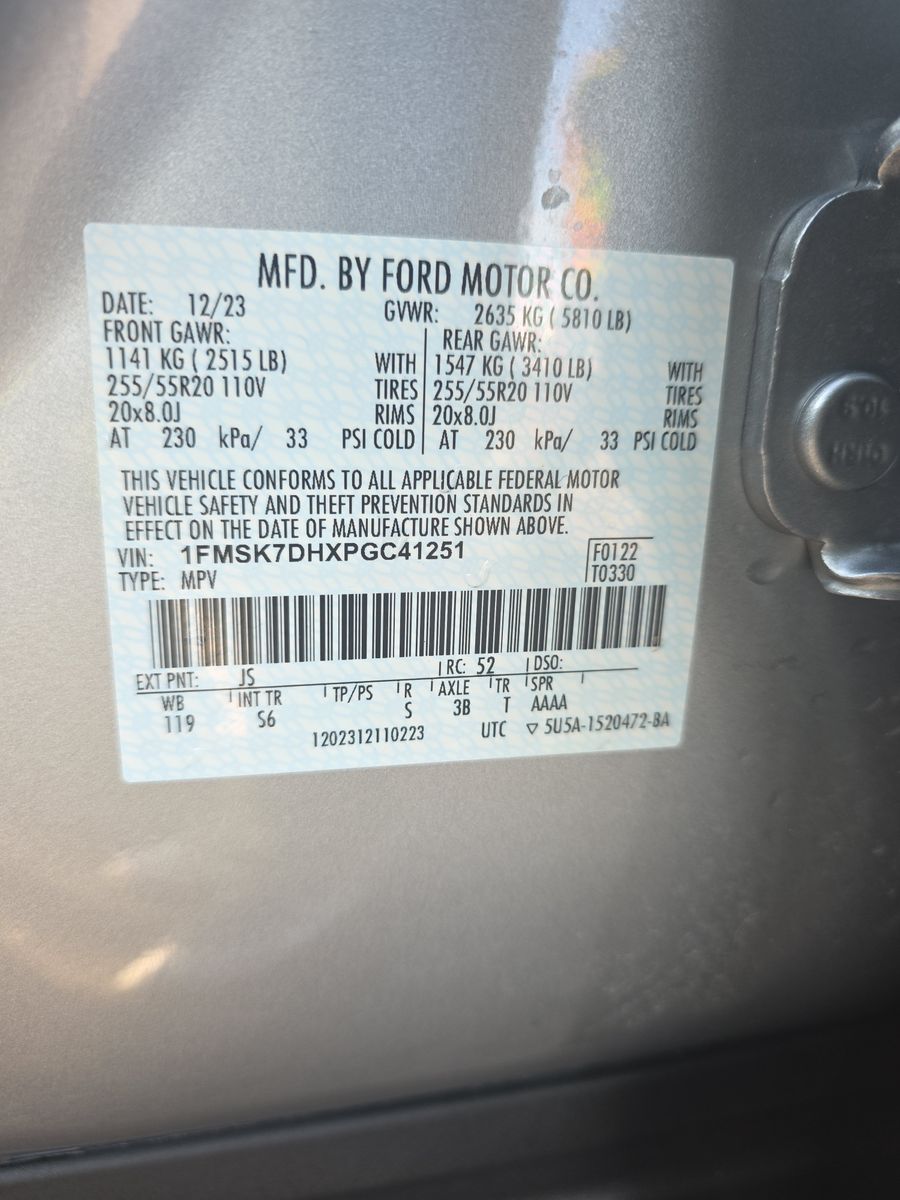 MFD. BY FORD MOTOR CO.
DATE: 12/23 GVWR: 2635 KG ( 5810 LB)
FRONT GAWR: REAR GAWR:
1141 KG ( 2515 LB) WITH 1547 KG ( 3410 LB) WITH
255/55R20 110V TIRES 255/55R20 110V TIRES
20x8.0J RIMS 20x8.0J RIMS
AT 230 kPa/ 33 PSI COLD AT 230 kPa/ 33 PSI COLD
THIS VEHICLE CONFORMS TO ALL APPLICABLE FEDERAL MOTOR
VEHICLE SAFETY AND THEFT PREVENTION STANDARDS IN
EFFECT ON THE DATE OF MANUFACTURE SHOWN ABOVE.
VIN: 1FMSK7DHXPGC41251 F0122
TYPE: MPV T0330
EXT PNT: JS RC: 52 DSO:
WB INT TR TP/PS R AXLE TR SPR
119 S6 S 3B T AAAA
1202312110223 UTC ▽ 5U5A-1520472-BA